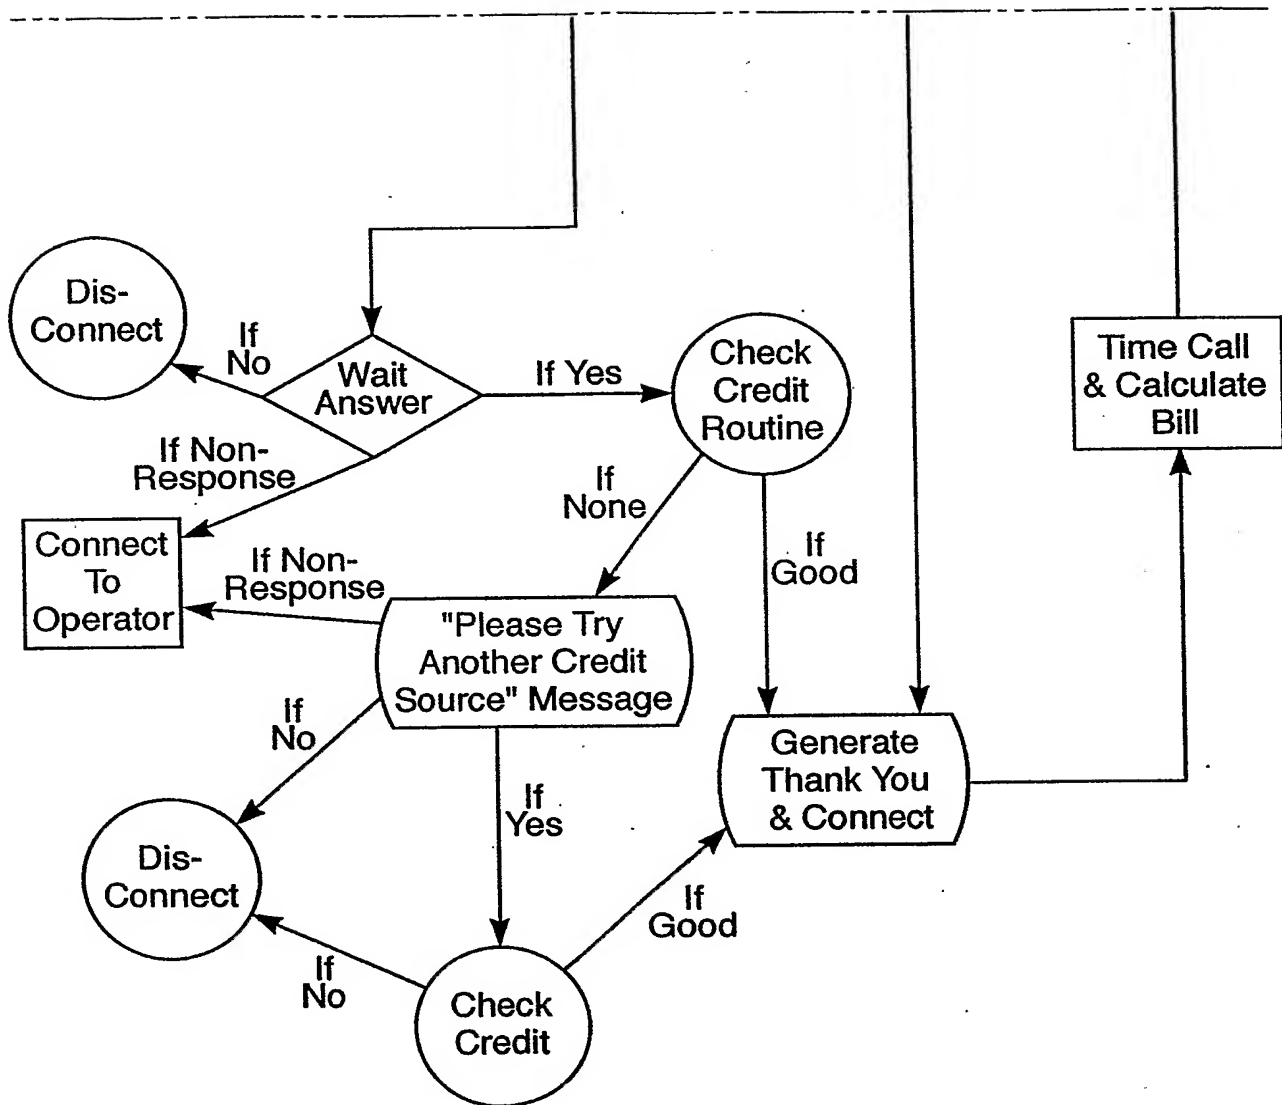 Dis-
Connect
If
No
Wait
Answer
If Yes
Check
Credit
Routine
Time Call
& Calculate
Bill
If Non-
Response
If
None
If
Good
Connect
To
Operator
If Non-
Response
"Please Try
Another Credit
Source" Message
If
No
If
Yes
Generate
Thank You
& Connect
Dis-
Connect
If
No
If
Good
Check
Credit